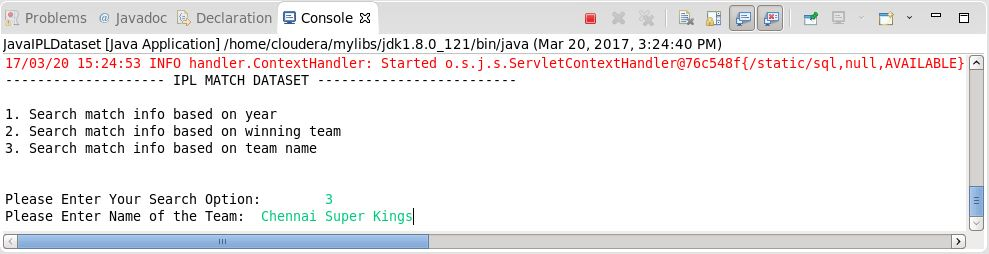 Problems @ Javadoc Declaration Console
JavaIPLDataset [Java Application] /home/cloudera/mylibs/jdk1.8.0_121/bin/java (Mar 20, 2017, 3:24:40 PM)
17/03/20 15:24:53 INFO handler.ContextHandler: Started o.s.j.s.ServletContextHandler@76c548f{/static/sql,null,AVAILABLE}
-------------------- IPL MATCH DATASET -------------------------
1. Search match info based on year
2. Search match info based on winning team
3. Search match info based on team name
Please Enter Your Search Option: 3
Please Enter Name of the Team: Chennai Super Kings